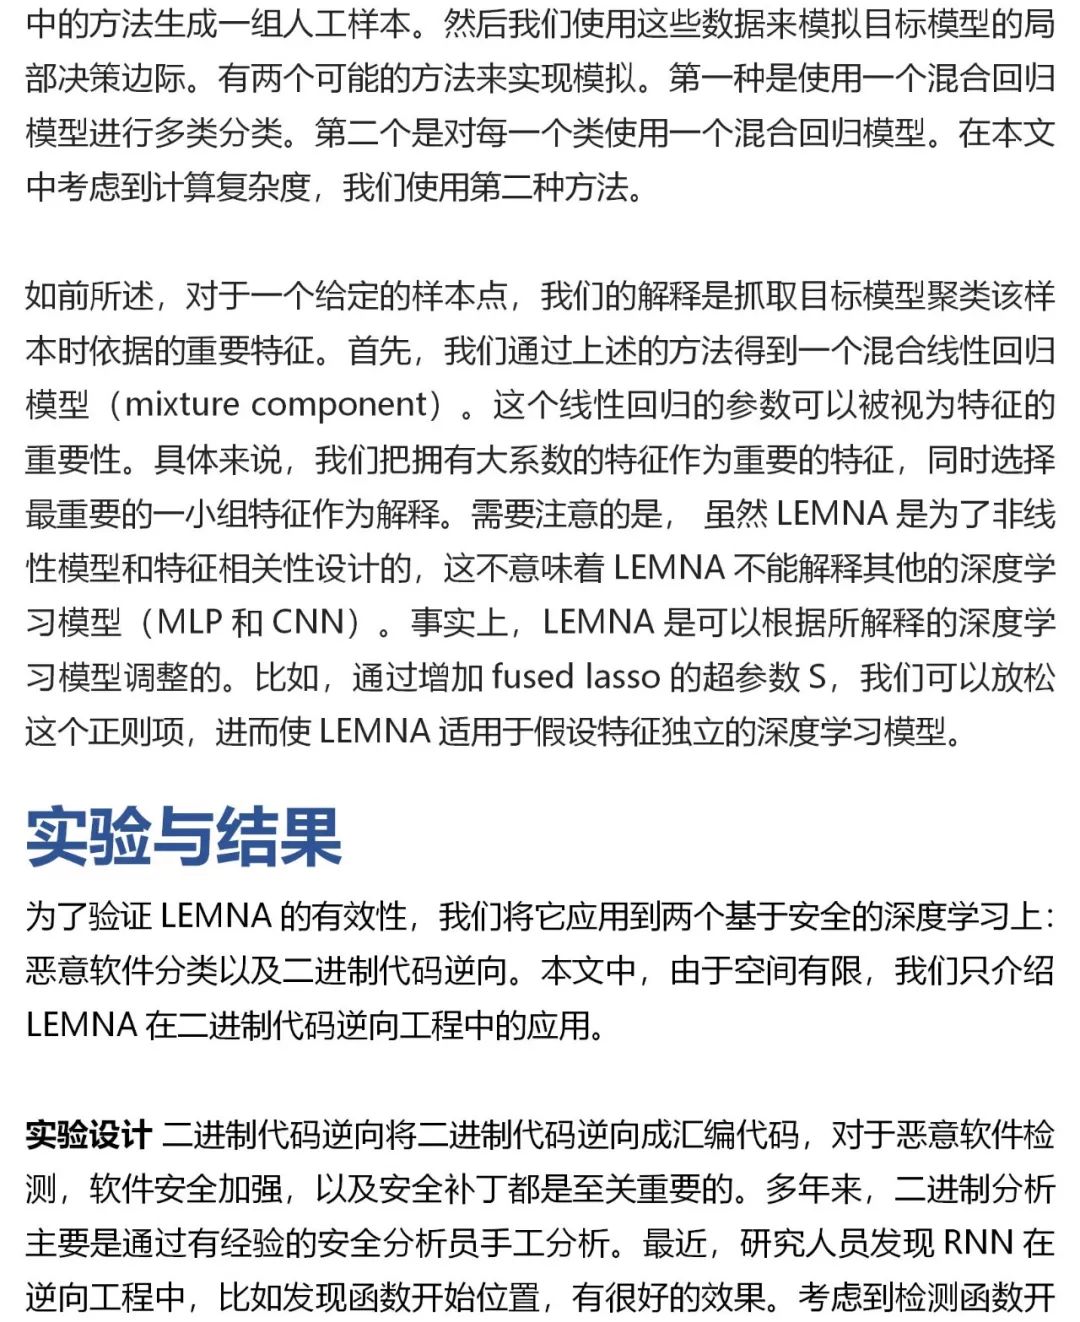 中的方法生成一组人工样本。然后我们使用这些数据来模拟目标模型的局
部决策边际。有两个可能的方法来实现模拟。第一种是使用一个混合回归
模型进行多类分类。第二个是对每一个类使用一个混合回归模型。在本文
中考虑到计算复杂度，我们使用第二种方法。
如前所述，对于一个给定的样本点，我们的解释是抓取目标模型聚类该样
本时依据的重要特征。首先，我们通过上述的方法得到一个混合线性回归
模型（mixture component）。这个线性回归的参数可以被视为特征的
重要性。具体来说，我们把拥有大系数的特征作为重要的特征，同时选择
最重要的一小组特征作为解释。需要注意的是， 虽然 LEMNA 是为了非线
性模型和特征相关性设计的，这不意味着 LEMNA 不能解释其他的深度学
习模型（MLP 和 CNN）。事实上，LEMNA 是可以根据所解释的深度学
习模型调整的。比如，通过增加 fused lasso 的超参数 S，我们可以放松
这个正则项，进而使 LEMNA 适用于假设特征独立的深度学习模型。
实验与结果
为了验证 LEMNA 的有效性，我们将它应用到两个基于安全的深度学习上：
恶意软件分类以及二进制代码逆向。本文中，由于空间有限，我们只介绍
LEMNA 在二进制代码逆向工程中的应用。
实验设计 二进制代码逆向将二进制代码逆向成汇编代码，对于恶意软件检
测，软件安全加强，以及安全补丁都是至关重要的。多年来，二进制分析
主要是通过有经验的安全分析员手工分析。最近，研究人员发现 RNN 在
逆向工程中，比如发现函数开始位置，有很好的效果。考虑到检测函数开